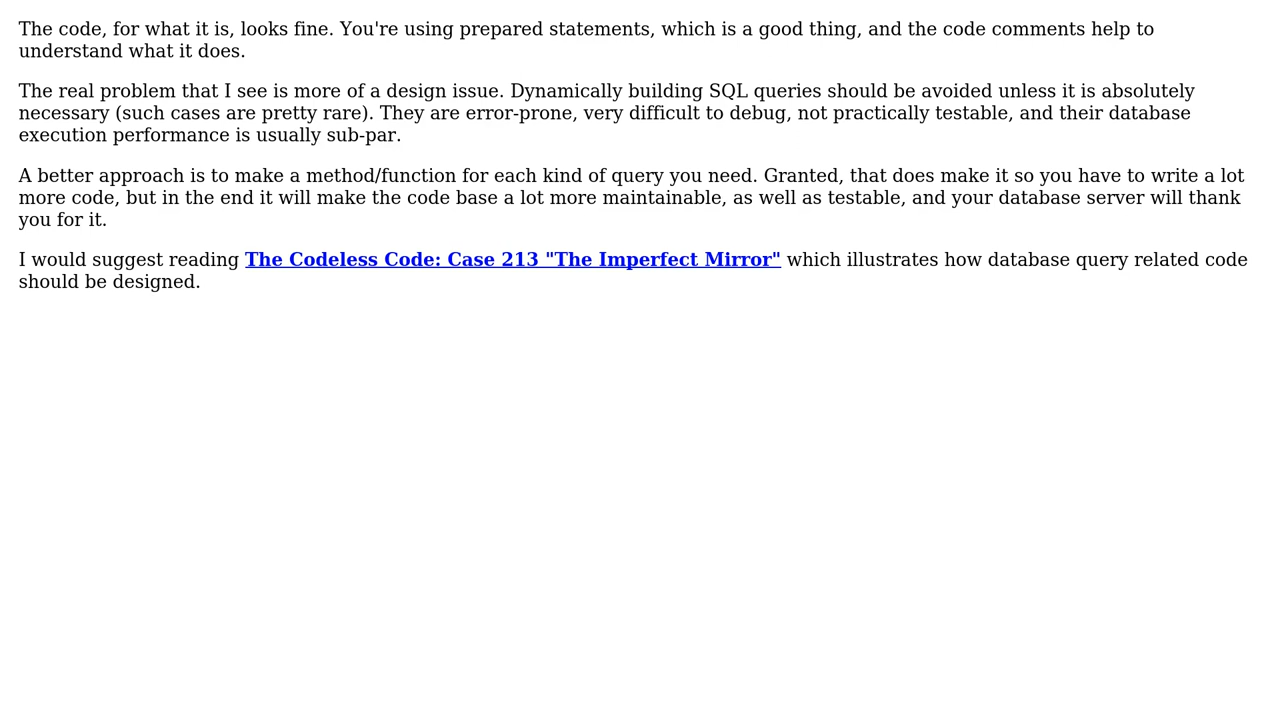 The code, for what it is, looks fine. You're using prepared statements, which is a good thing, and the code comments help to
understand what it does.
The real problem that I see is more of a design issue. Dynamically building SQL queries should be avoided unless it is absolutely
necessary (such cases are pretty rare). They are error-prone, very difficult to debug, not practically testable, and their database
execution performance is usually sub-par.
A better approach is to make a method/function for each kind of query you need. Granted, that does make it so you have to write a lot
more code, but in the end it will make the code base a lot more maintainable, as well as testable, and your database server will thank
you for it.
I would suggest reading The Codeless Code: Case 213 "The Imperfect Mirror" which illustrates how database query related code
should be designed.